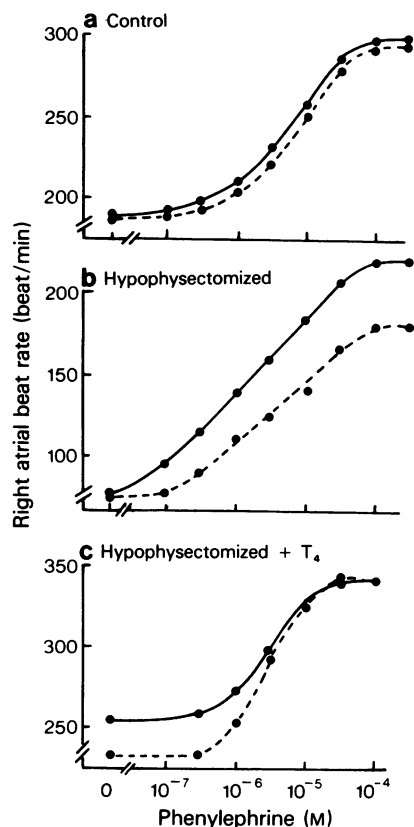 a Control
300
250
200
b Hypophysectomized
200
150
100
c Hypophysectomized + T₄
350
300
250
Right atrial beat rate (beat/min)
0 10⁻⁷ 10⁻⁶ 10⁻⁵ 10⁻⁴
Phenylephrine (M)